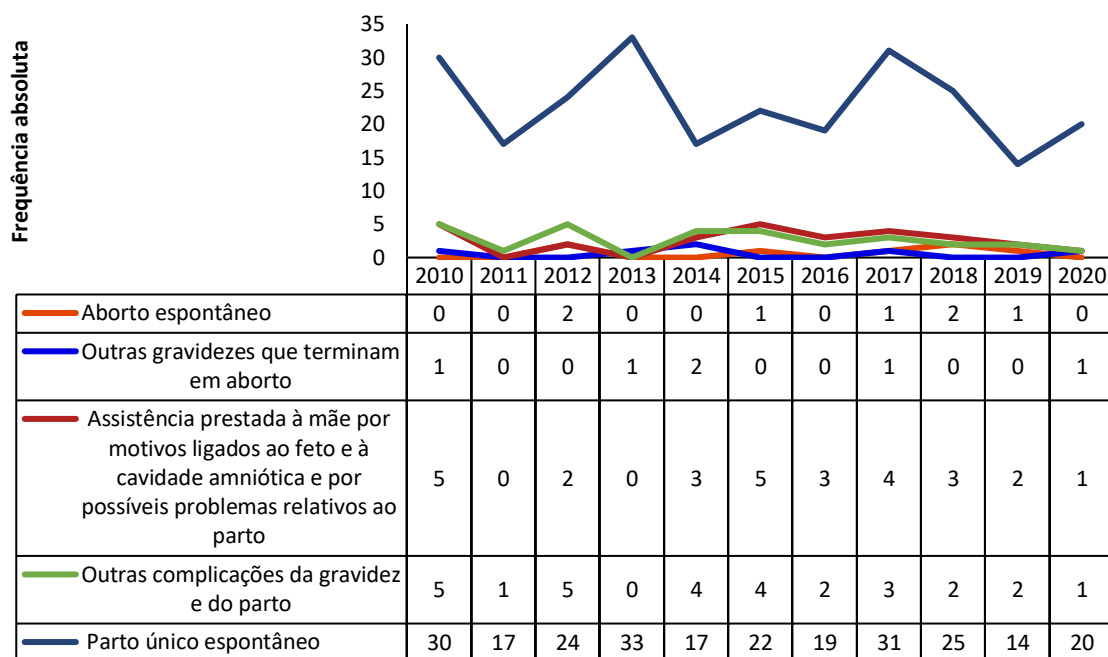 Frequência absoluta
35
30
25
20
15
10
5
0
2010 2011 2012 2013 2014 2015 2016 2017 2018 2019 2020
Aborto espontâneo 0 0 2 0 0 1 0 1 2 1 0
Outras gravidezes que terminam
em aborto 1 0 0 1 2 0 0 1 0 0 1
Assistência prestada à mãe por
motivos ligados ao feto e à
cavidade amniótica e por
possíveis problemas relativos ao
parto 5 0 2 0 3 5 3 4 3 2 1
Outras complicações da gravidez
e do parto 5 1 5 0 4 4 2 3 2 2 1
Parto único espontâneo 30 17 24 33 17 22 19 31 25 14 20